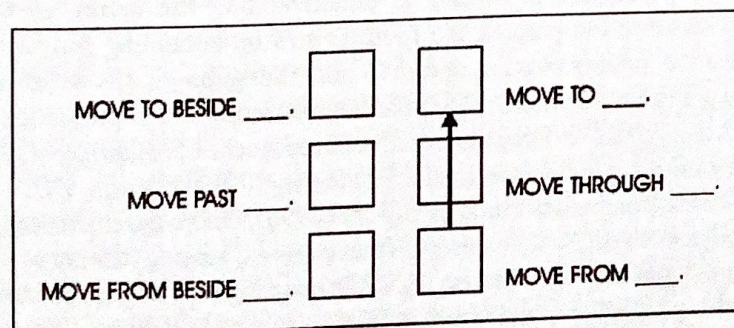 MOVE TO BESIDE ___. MOVE TO ___.
MOVE PAST ___. MOVE THROUGH ___.
MOVE FROM BESIDE ___. MOVE FROM ___.